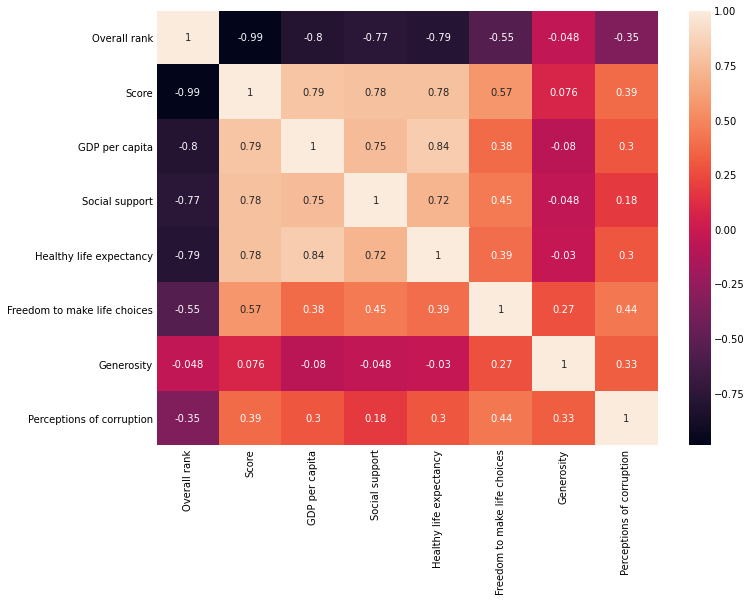 Overall rank 1 -0.99 -0.8 -0.77 -0.79 -0.55 -0.048 -0.35
Score -0.99 1 0.79 0.78 0.78 0.57 0.076 0.39
GDP per capita -0.8 0.79 1 0.75 0.84 0.38 -0.08 0.3
Social support -0.77 0.78 0.75 1 0.72 0.45 -0.048 0.18
Healthy life expectancy -0.79 0.78 0.84 0.72 1 0.39 -0.03 0.3
Freedom to make life choices -0.55 0.57 0.38 0.45 0.39 1 0.27 0.44
Generosity -0.048 0.076 -0.08 -0.048 -0.03 0.27 1 0.33
Perceptions of corruption -0.35 0.39 0.3 0.18 0.3 0.44 0.33 1
Overall rank
Score
GDP per capita
Social support
Healthy life expectancy
Freedom to make life choices
Generosity
Perceptions of corruption
1.00
0.75
0.50
0.25
0.00
−0.25
−0.50
−0.75